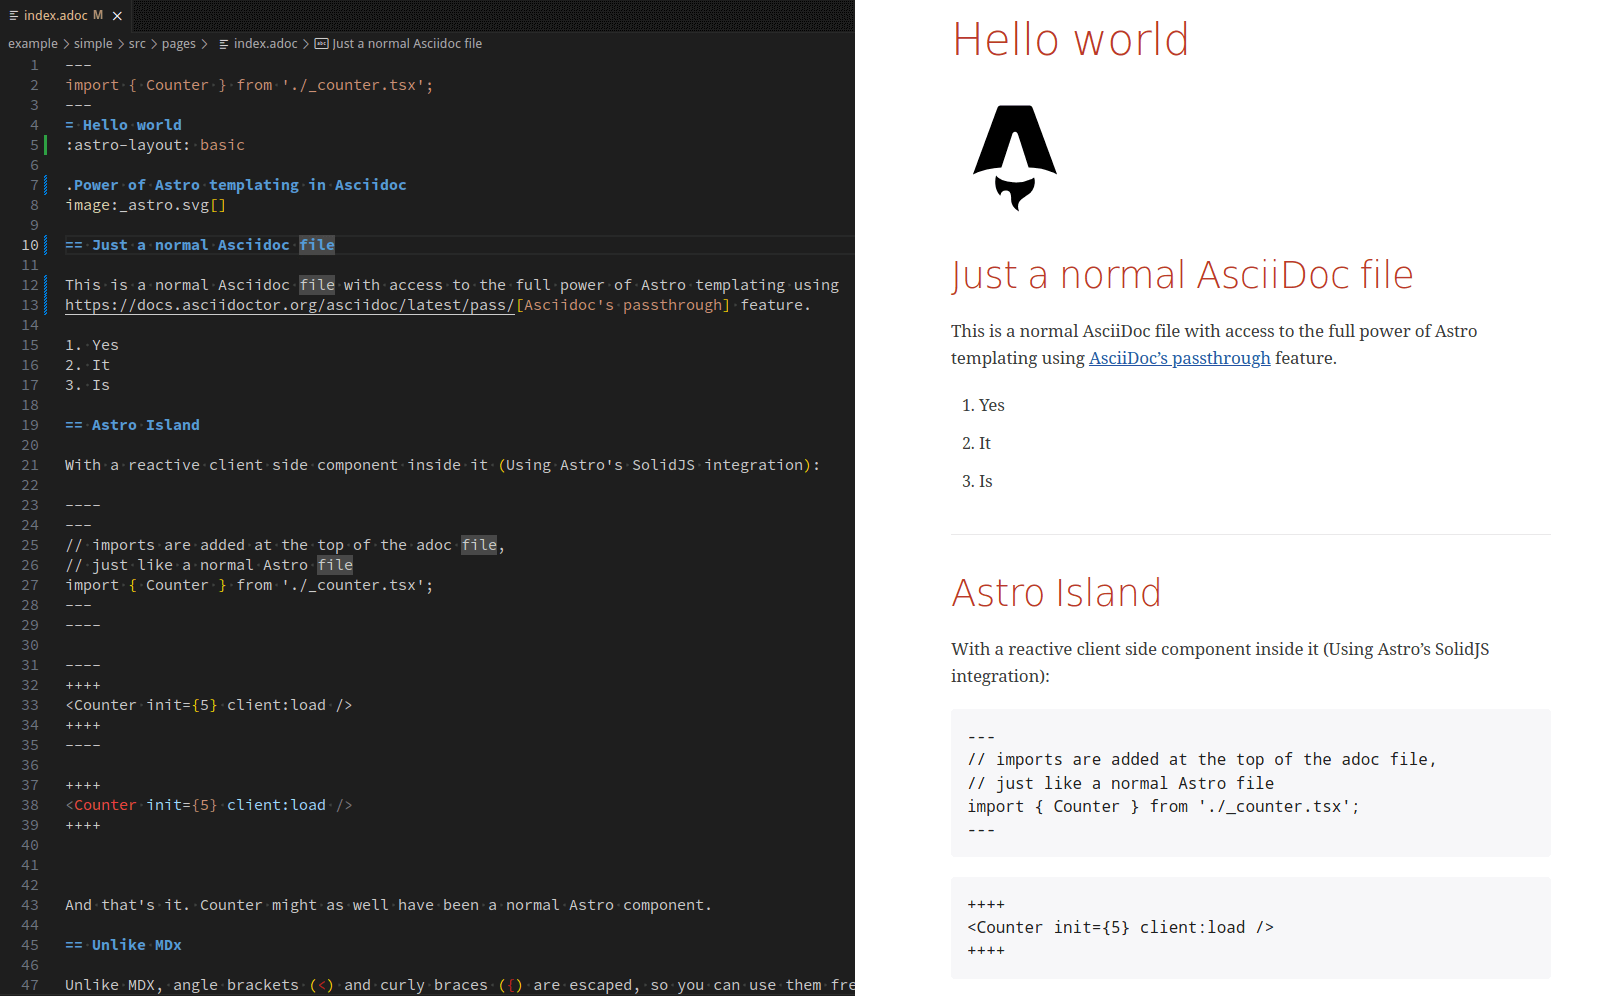 index.adoc M
example > simple > src > pages > index.adoc > Just a normal Asciidoc file
1 ---
2 import { Counter } from './_counter.tsx';
3 ---
4 = Hello world
5 :astro-layout: basic
6
7 .Power of Astro templating in Asciidoc
8 image:_astro.svg[]
9
10 == Just a normal Asciidoc file
11
12 This is a normal Asciidoc file with access to the full power of Astro templating using
13 https://docs.asciidoctor.org/asciidoc/latest/pass/[Asciidoc's passthrough] feature.
14
15 1. Yes
16 2. It
17 3. Is
18
19 == Astro Island
20
21 With a reactive client side component inside it (Using Astro's SolidJS integration):
22
23 ----
24 ---
25 // imports are added at the top of the adoc file,
26 // just like a normal Astro file
27 import { Counter } from './_counter.tsx';
28 ---
29 ----
30
31 ----
32 ++++
33 <Counter init={5} client:load />
34 ++++
35 ----
36
37 ++++
38 <Counter init={5} client:load />
39 ++++
40
41
42
43 And that's it. Counter might as well have been a normal Astro component.
44
45 == Unlike MDx
46
47 Unlike MDX, angle brackets (<) and curly braces ({) are escaped, so you can use them fre
Hello world
Just a normal AsciiDoc file
This is a normal AsciiDoc file with access to the full power of Astro
templating using AsciiDoc’s passthrough feature.
1. Yes
2. It
3. Is
Astro Island
With a reactive client side component inside it (Using Astro’s SolidJS
integration):
---
// imports are added at the top of the adoc file,
// just like a normal Astro file
import { Counter } from './_counter.tsx';
---
++++
<Counter init={5} client:load />
++++